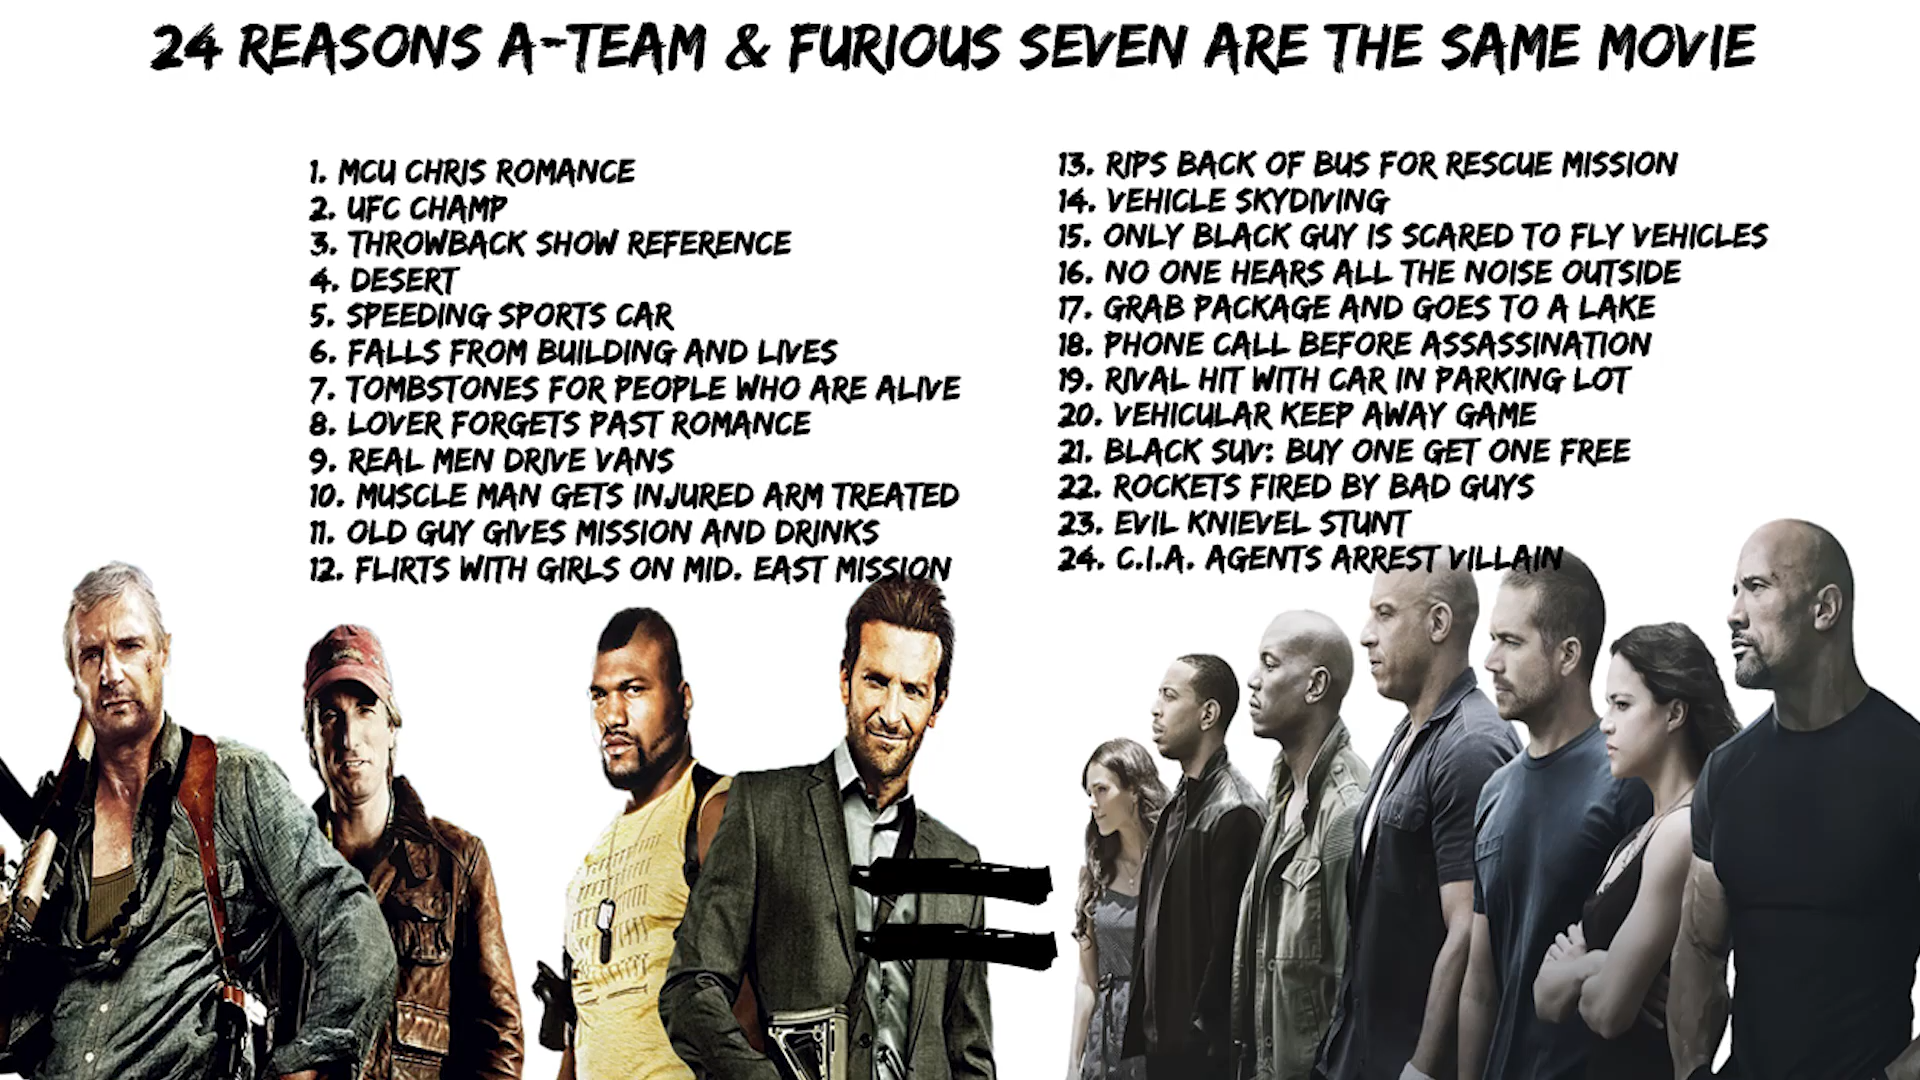 24 REASONS A-TEAM & FURIOUS SEVEN ARE THE SAME MOVIE
1. MCU CHRIS ROMANCE
2. UFC CHAMP
3. THROWBACK SHOW REFERENCE
4. DESERT
5. SPEEDING SPORTS CAR
6. FALLS FROM BUILDING AND LIVES
7. TOMBSTONES FOR PEOPLE WHO ARE ALIVE
8. LOVER FORGETS PAST ROMANCE
9. REAL MEN DRIVE VANS
10. MUSCLE MAN GETS INJURED ARM TREATED
11. OLD GUY GIVES MISSION AND DRINKS
12. FLIRTS WITH GIRLS ON MID. EAST MISSION
13. RIPS BACK OF BUS FOR RESCUE MISSION
14. VEHICLE SKYDIVING
15. ONLY BLACK GUY IS SCARED TO FLY VEHICLES
16. NO ONE HEARS ALL THE NOISE OUTSIDE
17. GRAB PACKAGE AND GOES TO A LAKE
18. PHONE CALL BEFORE ASSASSINATION
19. RIVAL HIT WITH CAR IN PARKING LOT
20. VEHICULAR KEEP AWAY GAME
21. BLACK SUV: BUY ONE GET ONE FREE
22. ROCKETS FIRED BY BAD GUYS
23. EVIL KNIEVEL STUNT
24. C.I.A. AGENTS ARREST VILLAIN
=